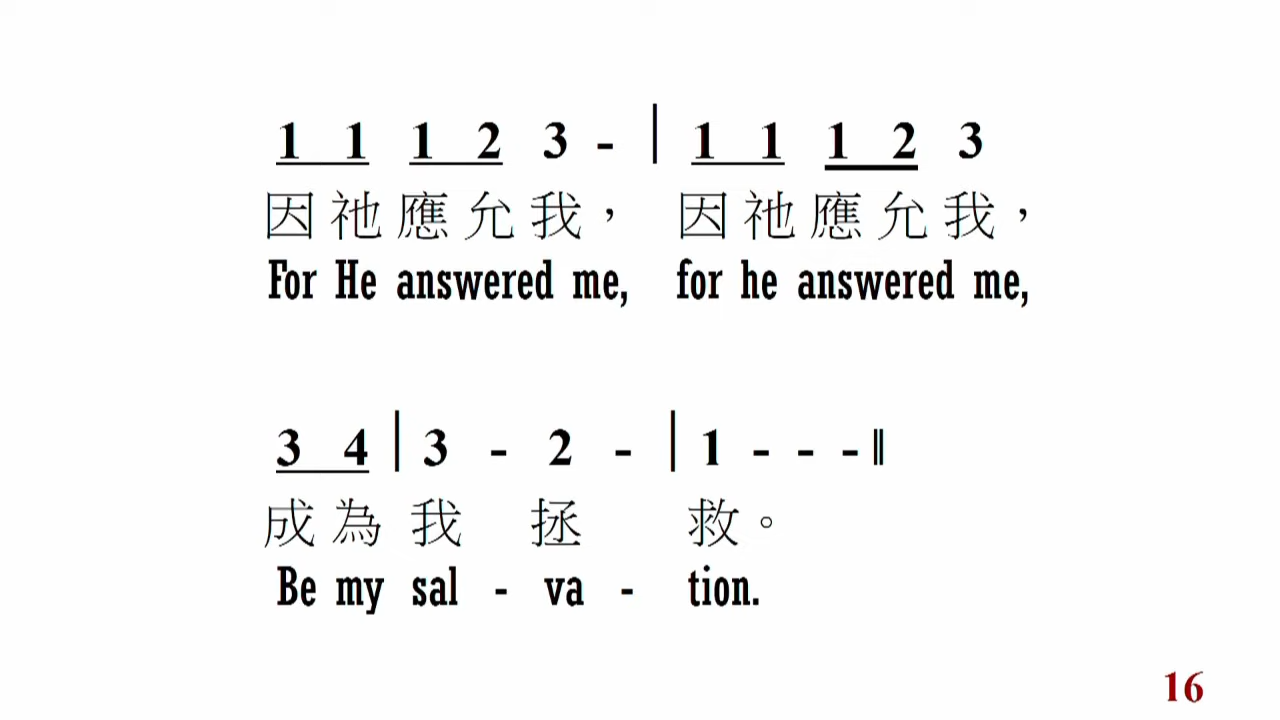 1 1 1 2 3 - | 1 1 1 2 3
因祂應允我，因祂應允我，
For He answered me, for he answered me,
3 4 | 3 - 2 - | 1 - - - ‖
成為我拯救。
Be my sal - va - tion.
16